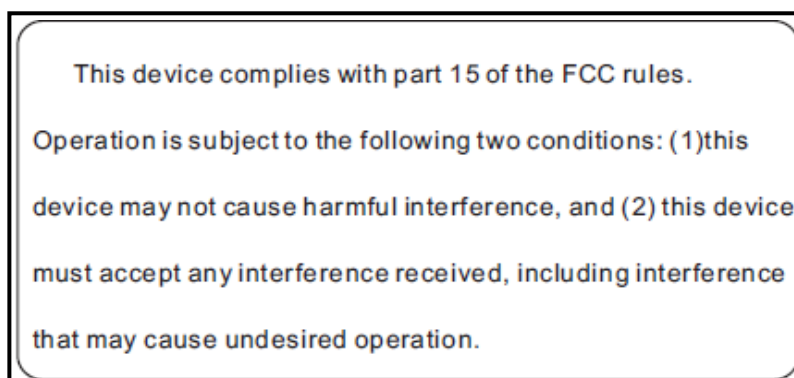 This device complies with part 15 of the FCC rules.
Operation is subject to the following two conditions: (1)this
device may not cause harmful interference, and (2) this device
must accept any interference received, including interference
that may cause undesired operation.